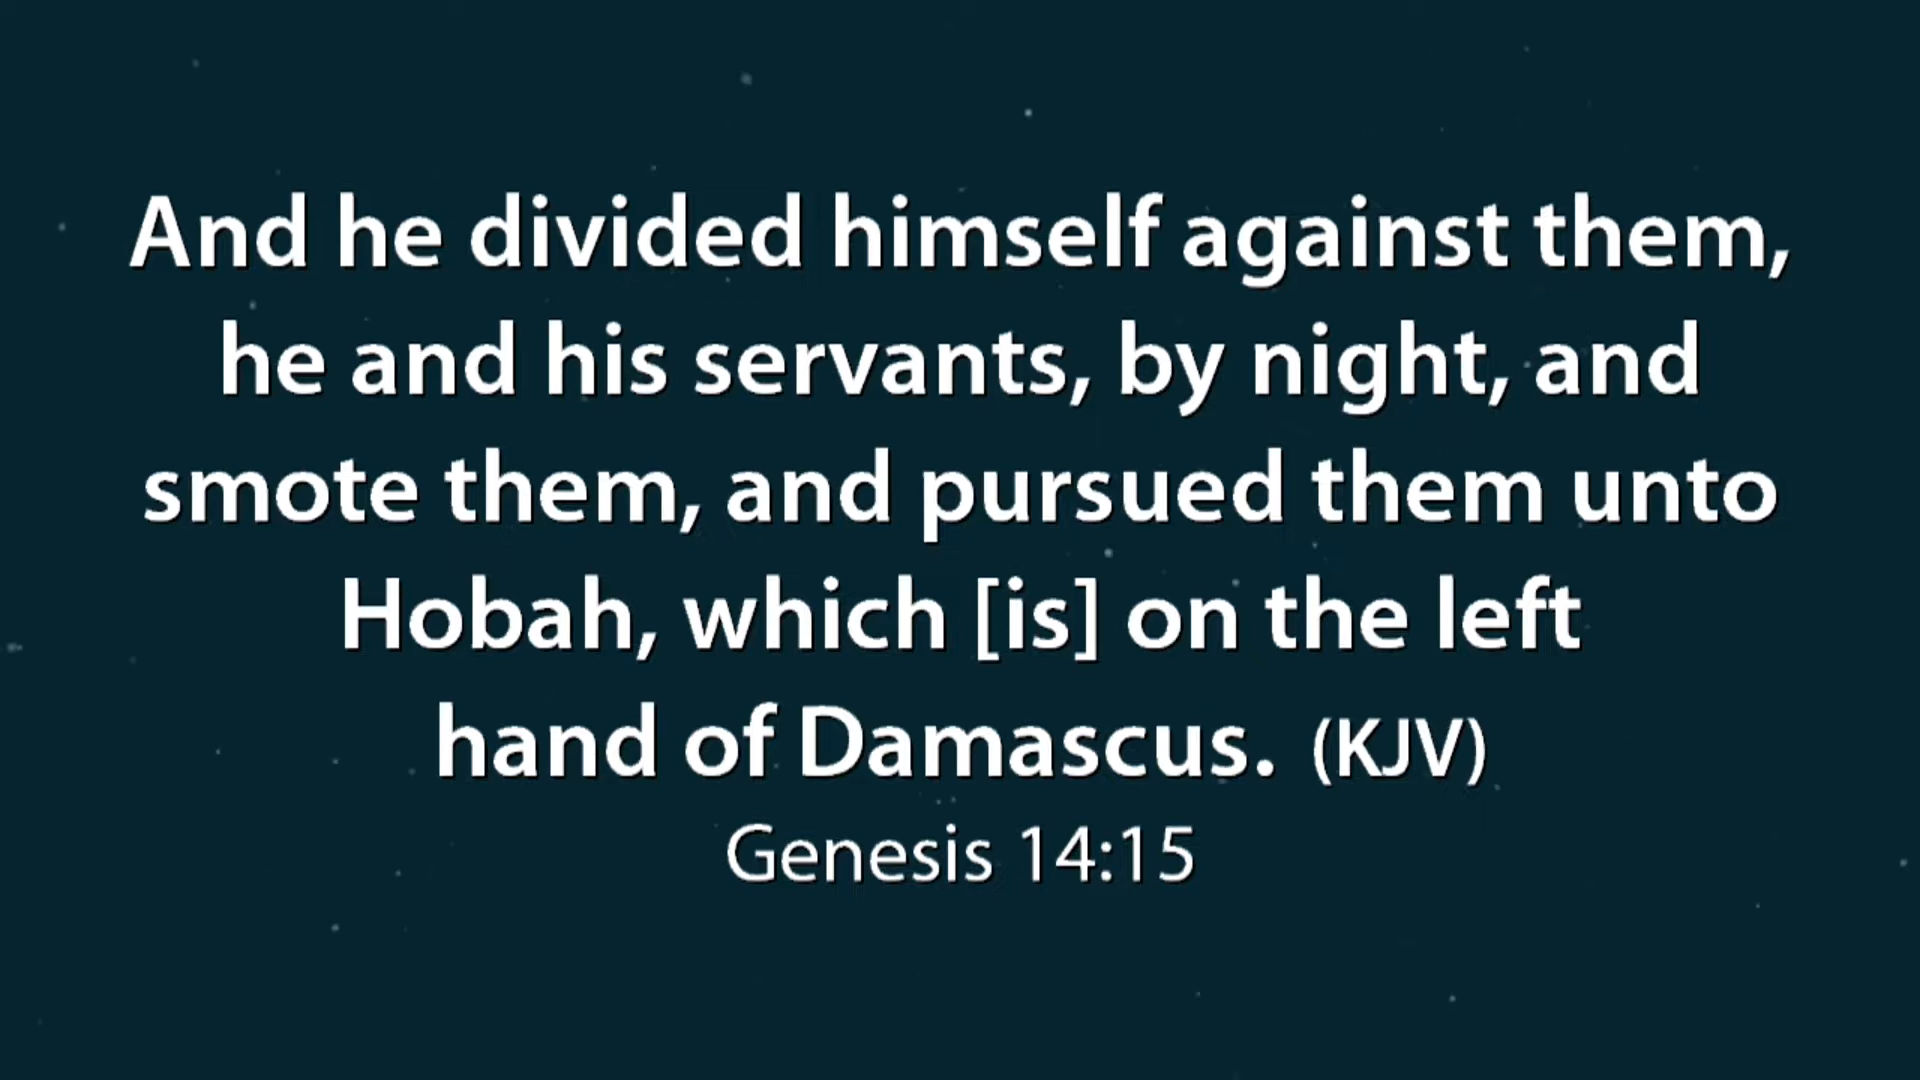 And he divided himself against them,
he and his servants, by night, and
smote them, and pursued them unto
Hobah, which [is] on the left
hand of Damascus. (KJV)
Genesis 14:15